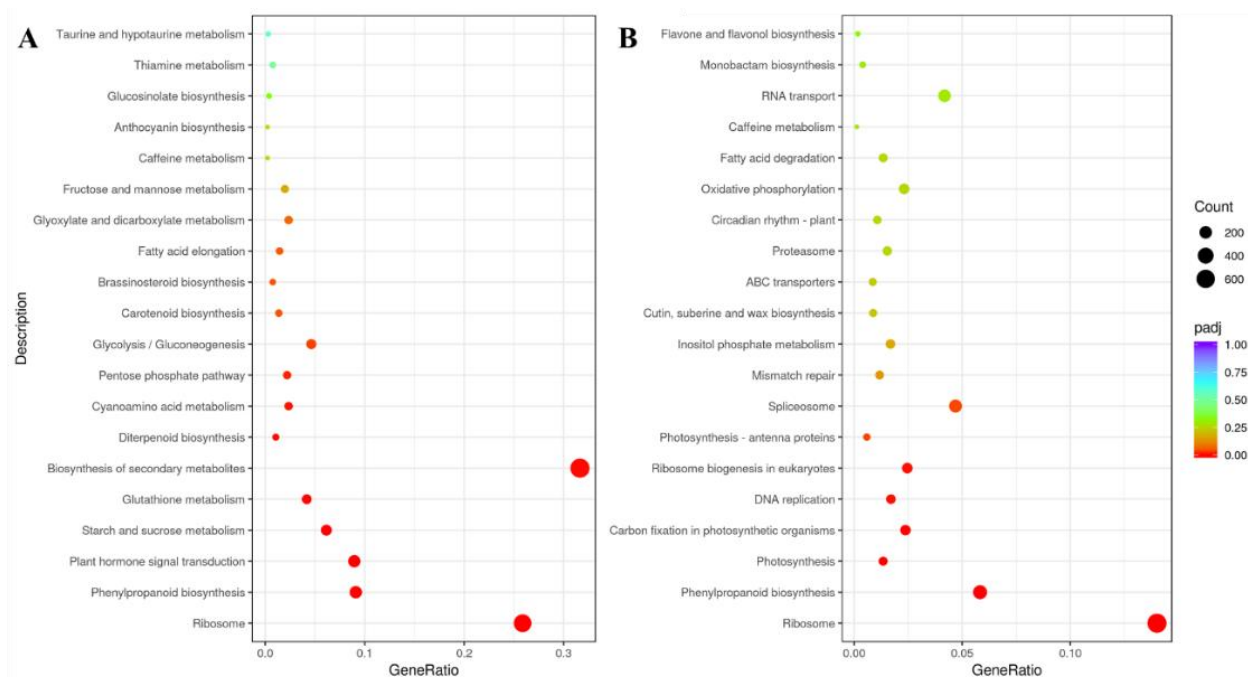 A
Description
Taurine and hypotaurine metabolism
Thiamine metabolism
Glucosinolate biosynthesis
Anthocyanin biosynthesis
Caffeine metabolism
Fructose and mannose metabolism
Glyoxylate and dicarboxylate metabolism
Fatty acid elongation
Brassinosteroid biosynthesis
Carotenoid biosynthesis
Glycolysis / Gluconeogenesis
Pentose phosphate pathway
Cyanoamino acid metabolism
Diterpenoid biosynthesis
Biosynthesis of secondary metabolites
Glutathione metabolism
Starch and sucrose metabolism
Plant hormone signal transduction
Phenylpropanoid biosynthesis
Ribosome
0.0 0.1 0.2 0.3
GeneRatio
B
Flavone and flavonol biosynthesis
Monobactam biosynthesis
RNA transport
Caffeine metabolism
Fatty acid degradation
Oxidative phosphorylation
Circadian rhythm - plant
Proteasome
ABC transporters
Cutin, suberine and wax biosynthesis
Inositol phosphate metabolism
Mismatch repair
Spliceosome
Photosynthesis - antenna proteins
Ribosome biogenesis in eukaryotes
DNA replication
Carbon fixation in photosynthetic organisms
Photosynthesis
Phenylpropanoid biosynthesis
Ribosome
0.00 0.05 0.10
GeneRatio
Count
200
400
600
padj
1.00
0.75
0.50
0.25
0.00